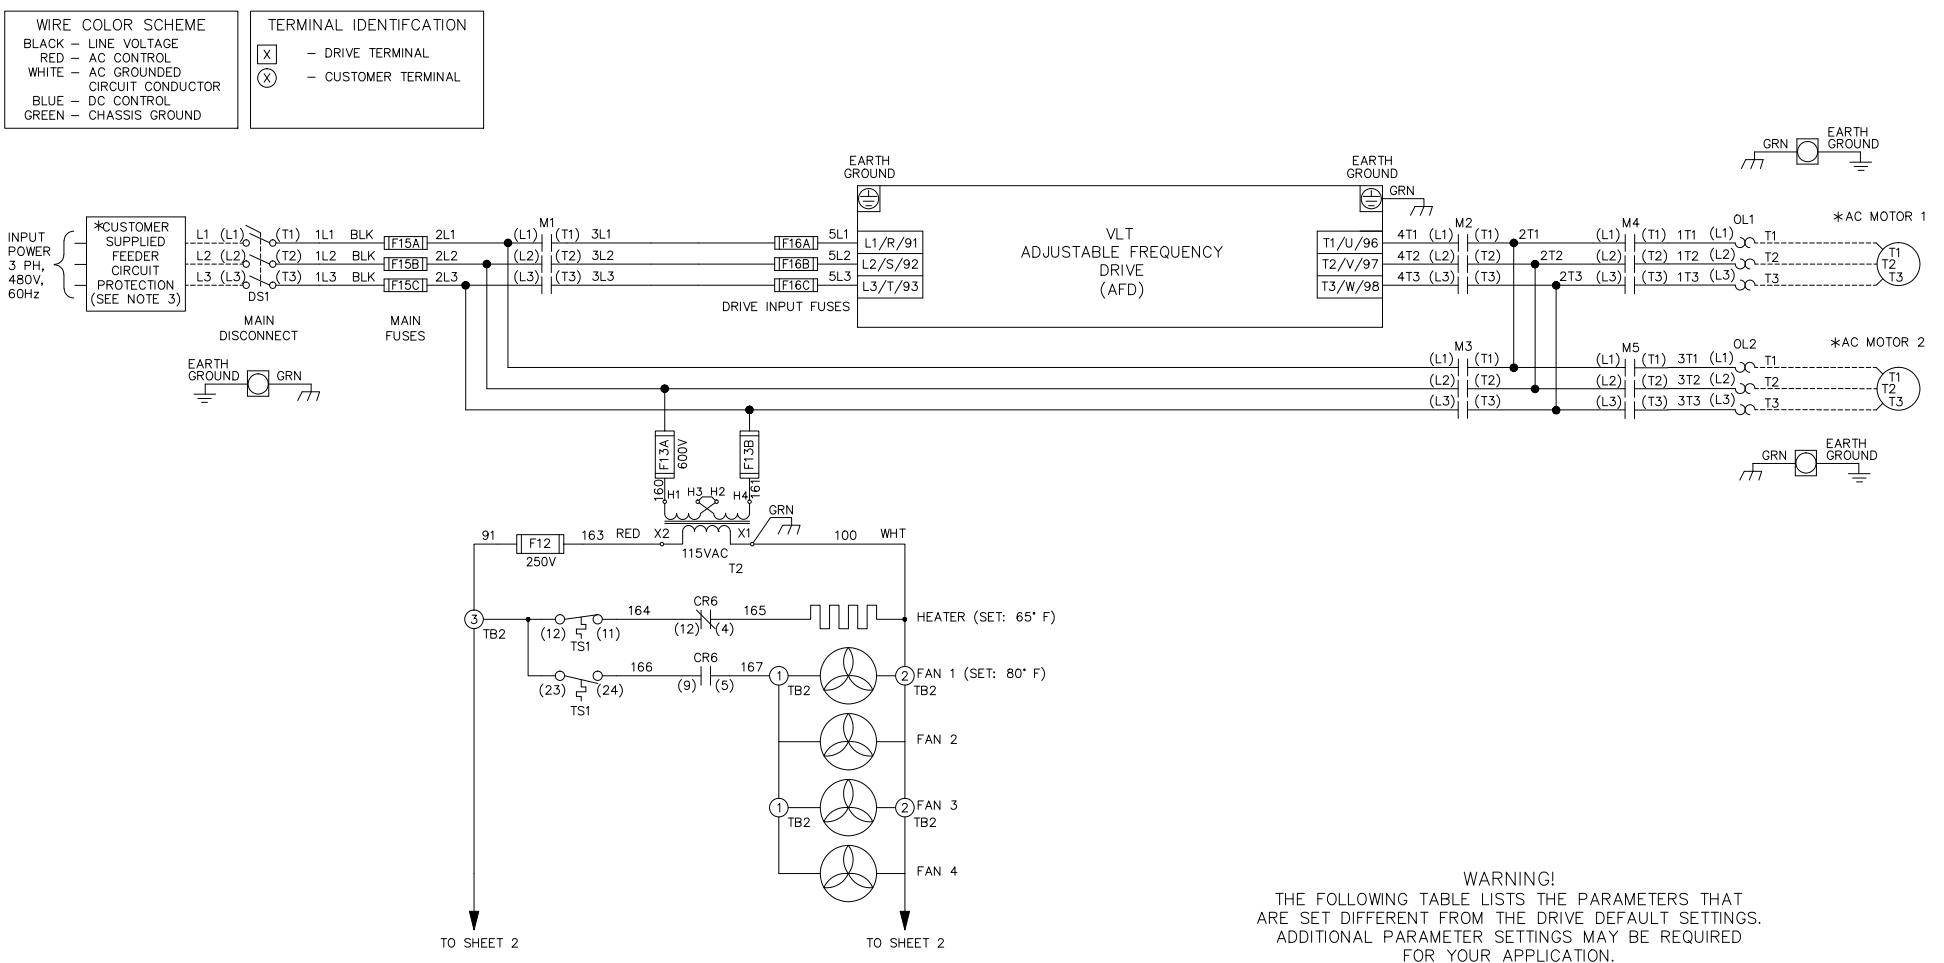 WIRE COLOR SCHEME
BLACK – LINE VOLTAGE
RED – AC CONTROL
WHITE – AC GROUNDED
CIRCUIT CONDUCTOR
BLUE – DC CONTROL
GREEN – CHASSIS GROUND
TERMINAL IDENTIFCATION
X – DRIVE TERMINAL
X – CUSTOMER TERMINAL
INPUT
POWER
3 PH,
480V,
60Hz
*CUSTOMER
SUPPLIED
FEEDER
CIRCUIT
PROTECTION
(SEE NOTE 3)
L1 (L1) (T1) 1L1 BLK F15A 2L1 (L1) M1 (T1) 3L1 F16A 5L1 L1/R/91
L2 (L2) (T2) 1L2 BLK F15B 2L2 (L2) (T2) 3L2 F16B 5L2 L2/S/92
L3 (L3) (T3) 1L3 BLK F15C 2L3 (L3) (T3) 3L3 F16C 5L3 L3/T/93
DS1
MAIN
DISCONNECT
MAIN
FUSES
DRIVE INPUT FUSES
EARTH
GROUND
GRN
EARTH
GROUND
VLT
ADJUSTABLE FREQUENCY
DRIVE
(AFD)
EARTH
GROUND
GRN
T1/U/96 4T1 (L1) M2 (T1) 2T1 (L1) M4 (T1) 1T1 (L1) OL1 T1
T2/V/97 4T2 (L2) (T2) 2T2 (L2) (T2) 1T2 (L2) T2
T3/W/98 4T3 (L3) (T3) 2T3 (L3) (T3) 1T3 (L3) T3
*AC MOTOR 1
T1
T2
T3
GRN
EARTH
GROUND
(L1) M3 (T1) (L1) M5 (T1) 3T1 (L1) OL2 T1
(L2) (T2) (L2) (T2) 3T2 (L2) T2
(L3) (T3) (L3) (T3) 3T3 (L3) T3
*AC MOTOR 2
T1
T2
T3
GRN
EARTH
GROUND
F13A
600V
F13B
160
161
H1 H3 H2 H4
GRN
91 F12 163 RED X2 X1 100 WHT
250V
115VAC
T2
3
TB2
(12) (11)
TS1
164
CR6
(12) (4)
165
HEATER (SET: 65° F)
(23) (24)
TS1
166
CR6
(9) (5)
167
1
TB2
2
TB2
FAN 1 (SET: 80° F)
FAN 2
1
TB2
2
TB2
FAN 3
FAN 4
TO SHEET 2
TO SHEET 2
WARNING!
THE FOLLOWING TABLE LISTS THE PARAMETERS THAT
ARE SET DIFFERENT FROM THE DRIVE DEFAULT SETTINGS.
ADDITIONAL PARAMETER SETTINGS MAY BE REQUIRED
FOR YOUR APPLICATION.